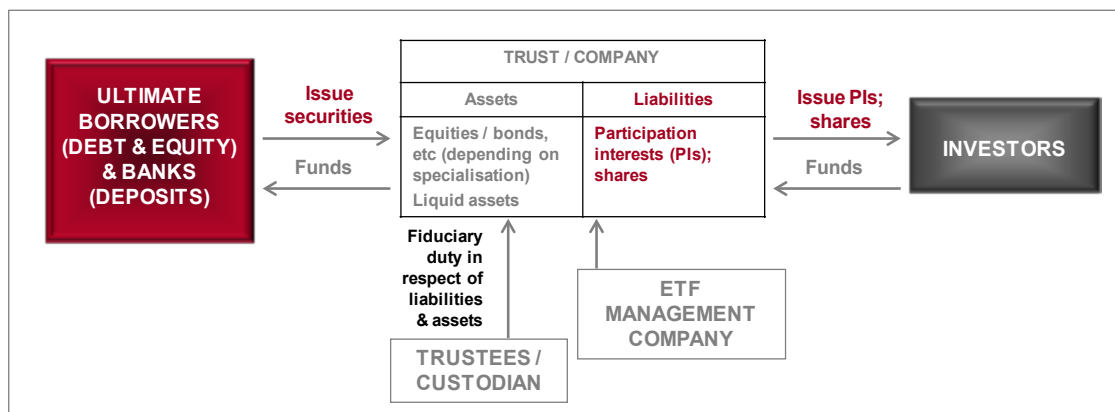 TRUST / COMPANY
ULTIMATE
BORROWERS
(DEBT & EQUITY)
& BANKS
(DEPOSITS)
Issue
securities
Funds
Assets
Liabilities
Equities / bonds,
etc (depending on
specialisation)
Liquid assets
Participation
interests (PIs);
shares
Issue PIs;
shares
Funds
INVESTORS
Fiduciary
duty in
respect of
liabilities
& assets
ETF
MANAGEMENT
COMPANY
TRUSTEES /
CUSTODIAN